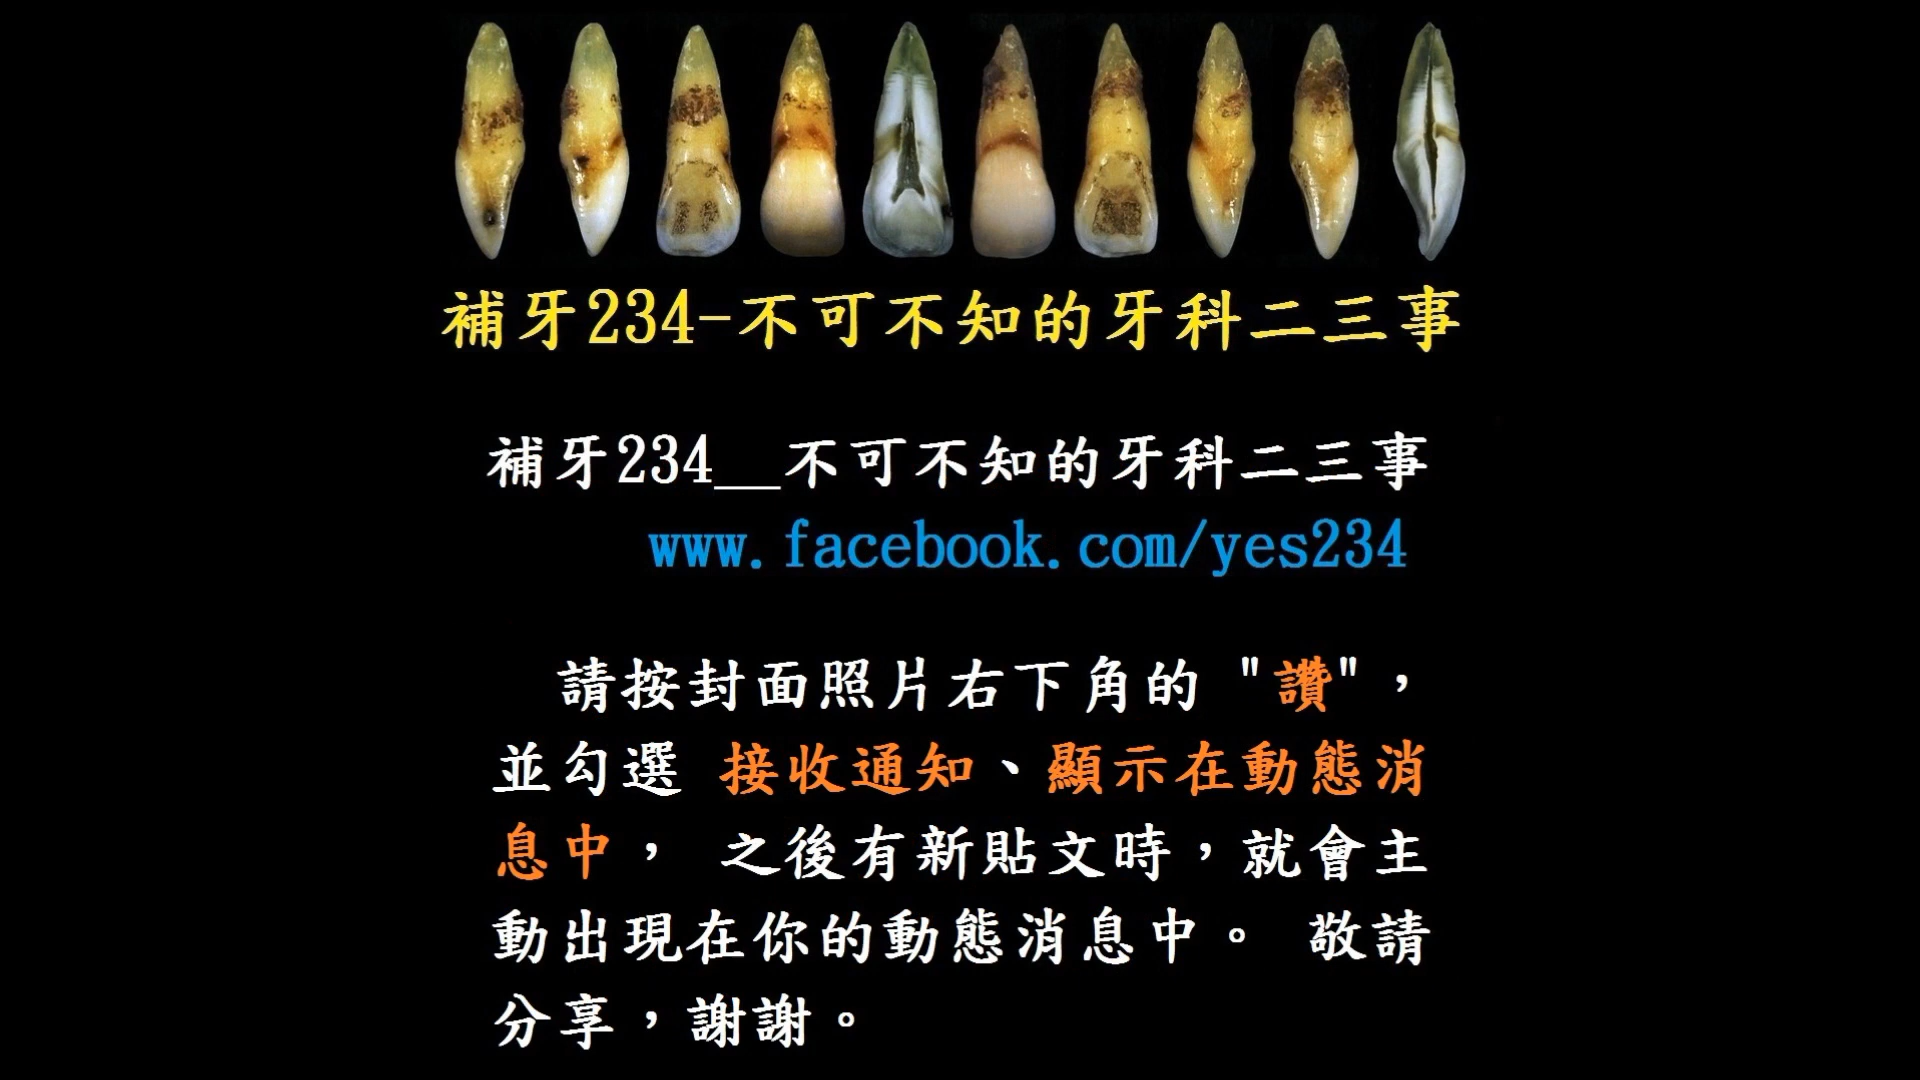 補牙234-不可不知的牙科二三事
補牙234__不可不知的牙科二三事
www.facebook.com/yes234
請按封面照片右下角的 "讚"，
並勾選 接收通知、顯示在動態消
息中， 之後有新貼文時，就會主
動出現在你的動態消息中。 敬請
分享，謝謝。